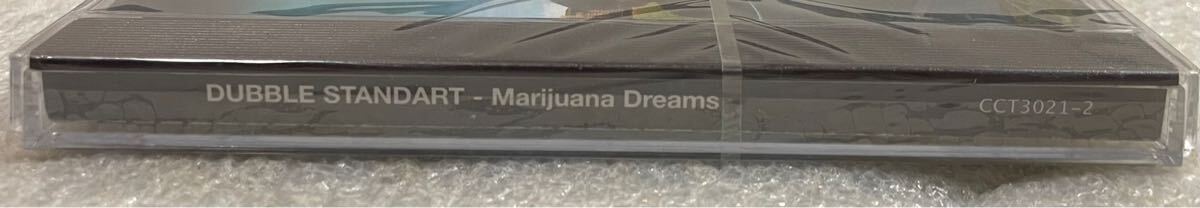 DUBBLE STANDART - Marijuana Dreams CCT3021-2